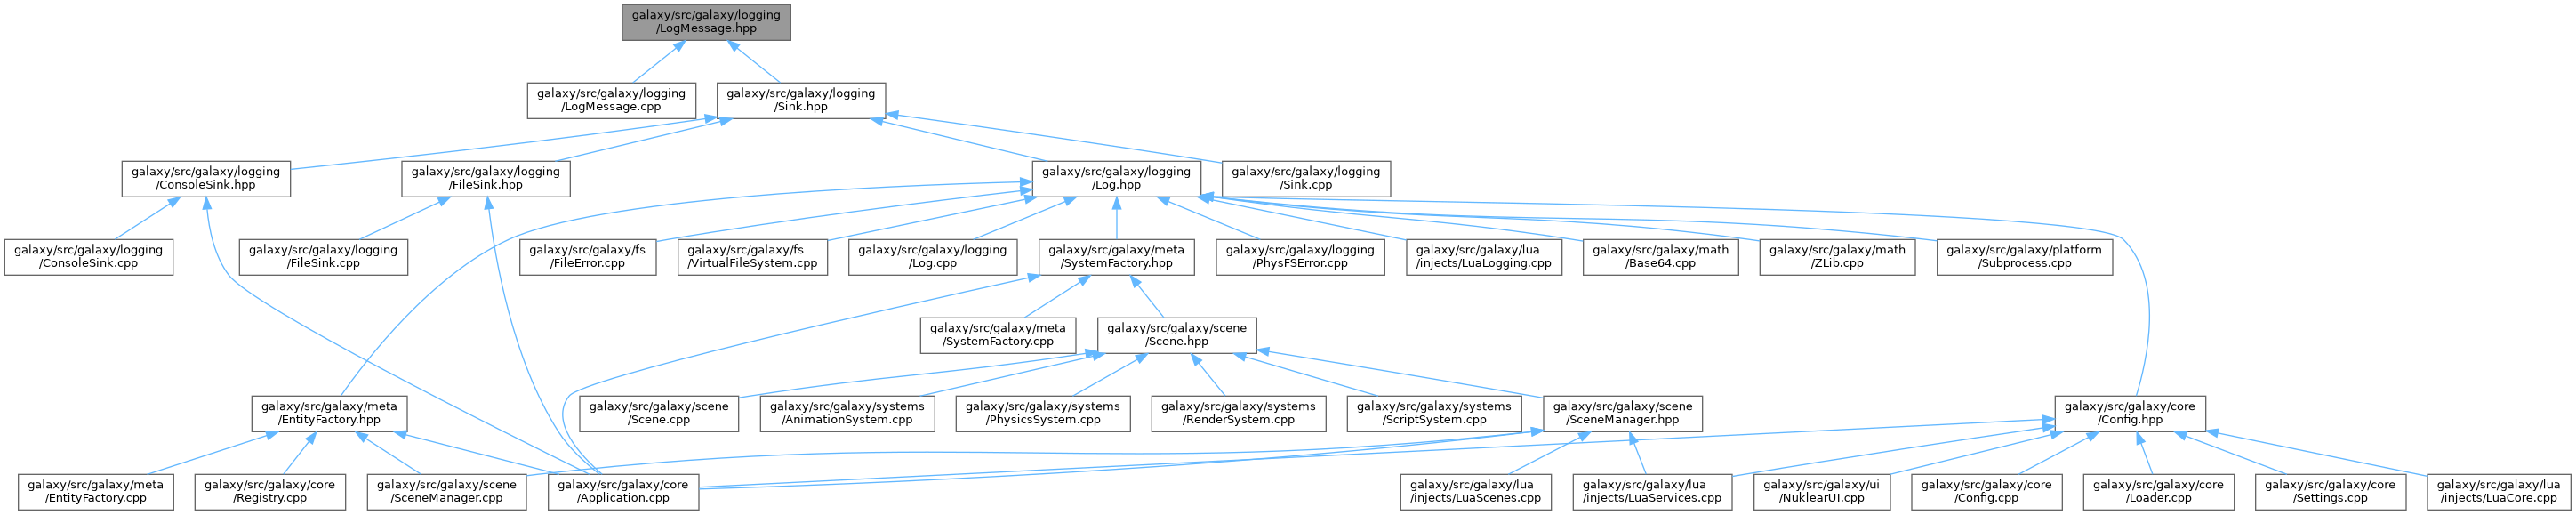 galaxy/src/galaxy/logging
/LogMessage.hpp
galaxy/src/galaxy/logging
/LogMessage.cpp
galaxy/src/galaxy/logging
/Sink.hpp
galaxy/src/galaxy/logging
/ConsoleSink.hpp
galaxy/src/galaxy/logging
/FileSink.hpp
galaxy/src/galaxy/logging
/Log.hpp
galaxy/src/galaxy/logging
/Sink.cpp
galaxy/src/galaxy/logging
/ConsoleSink.cpp
galaxy/src/galaxy/logging
/FileSink.cpp
galaxy/src/galaxy/fs
/FileError.cpp
galaxy/src/galaxy/fs
/VirtualFileSystem.cpp
galaxy/src/galaxy/logging
/Log.cpp
galaxy/src/galaxy/meta
/SystemFactory.hpp
galaxy/src/galaxy/logging
/PhysFSError.cpp
galaxy/src/galaxy/lua
/injects/LuaLogging.cpp
galaxy/src/galaxy/math
/Base64.cpp
galaxy/src/galaxy/math
/ZLib.cpp
galaxy/src/galaxy/platform
/Subprocess.cpp
galaxy/src/galaxy/meta
/SystemFactory.cpp
galaxy/src/galaxy/scene
/Scene.hpp
galaxy/src/galaxy/meta
/EntityFactory.hpp
galaxy/src/galaxy/scene
/Scene.cpp
galaxy/src/galaxy/systems
/AnimationSystem.cpp
galaxy/src/galaxy/systems
/PhysicsSystem.cpp
galaxy/src/galaxy/systems
/RenderSystem.cpp
galaxy/src/galaxy/systems
/ScriptSystem.cpp
galaxy/src/galaxy/scene
/SceneManager.hpp
galaxy/src/galaxy/core
/Config.hpp
galaxy/src/galaxy/meta
/EntityFactory.cpp
galaxy/src/galaxy/core
/Registry.cpp
galaxy/src/galaxy/scene
/SceneManager.cpp
galaxy/src/galaxy/core
/Application.cpp
galaxy/src/galaxy/lua
/injects/LuaScenes.cpp
galaxy/src/galaxy/lua
/injects/LuaServices.cpp
galaxy/src/galaxy/ui
/NuklearUI.cpp
galaxy/src/galaxy/core
/Config.cpp
galaxy/src/galaxy/core
/Loader.cpp
galaxy/src/galaxy/core
/Settings.cpp
galaxy/src/galaxy/lua
/injects/LuaCore.cpp